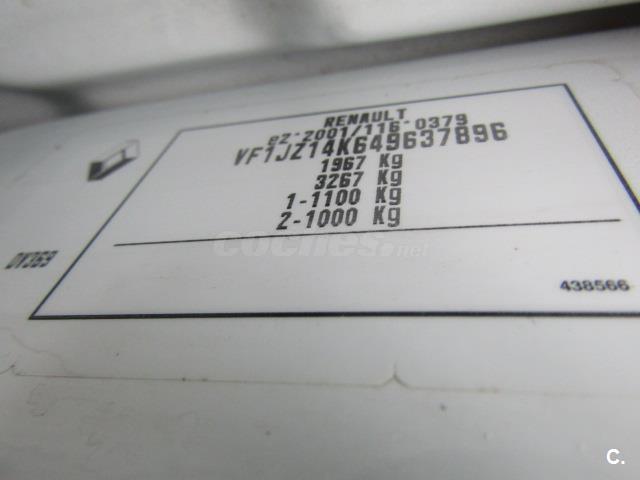 RENAULT
e2*2001/116*0379
VF1JZ14K649637896
1967 Kg
3267 Kg
1-1100 Kg
2-1000 Kg
coches.net
DV369
438566
C.